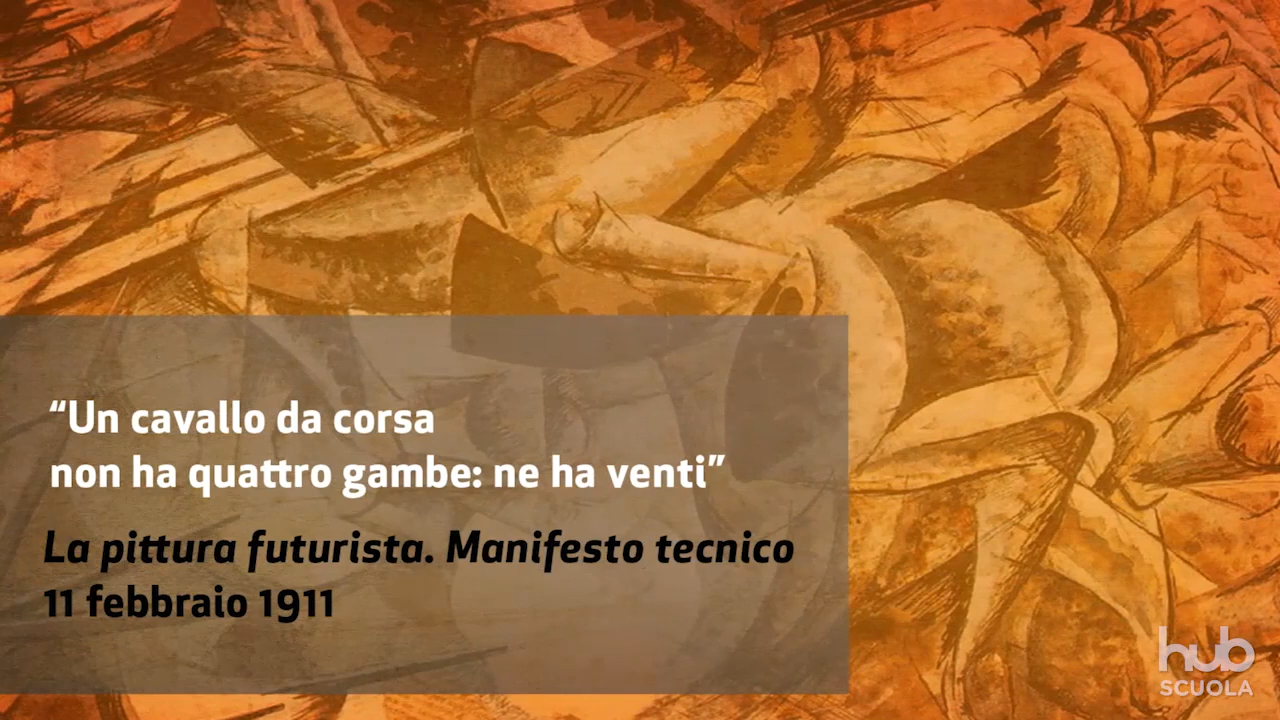 “Un cavallo da corsa
non ha quattro gambe: ne ha venti”
La pittura futurista. Manifesto tecnico
11 febbraio 1911
hub
SCUOLA